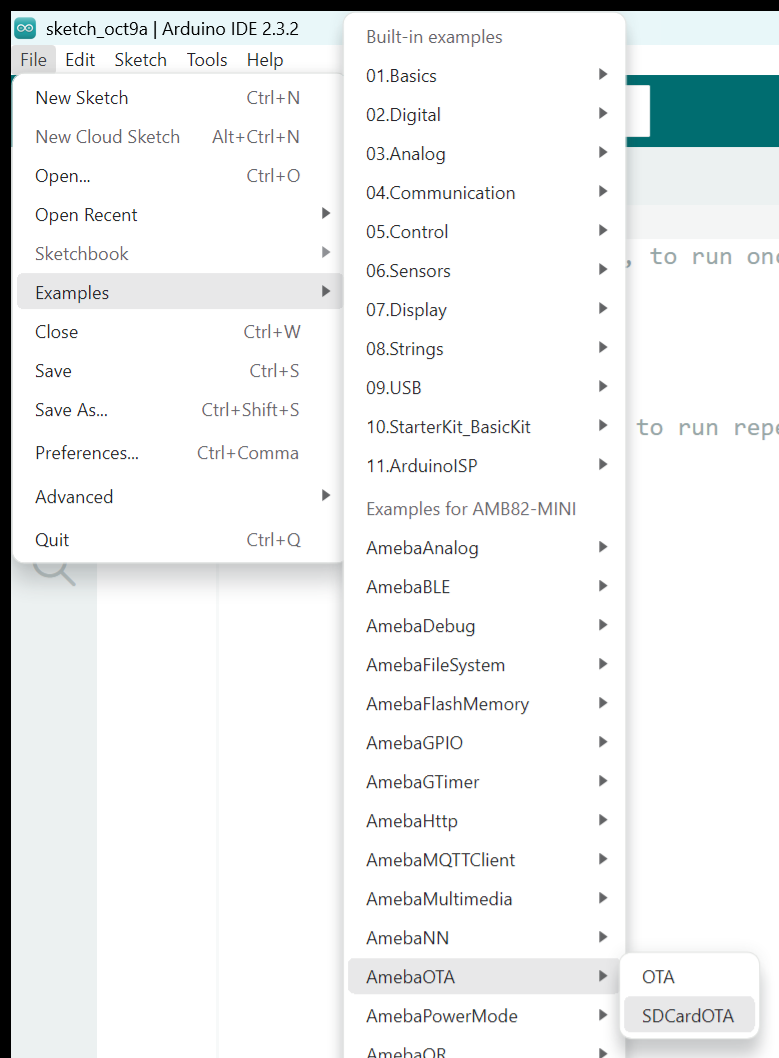 sketch_oct9a | Arduino IDE 2.3.2
File Edit Sketch Tools Help
New Sketch Ctrl+N
New Cloud Sketch Alt+Ctrl+N
Open... Ctrl+O
Open Recent
Sketchbook
Examples
Close Ctrl+W
Save Ctrl+S
Save As... Ctrl+Shift+S
Preferences... Ctrl+Comma
Advanced
Quit Ctrl+Q
Built-in examples
01.Basics
02.Digital
03.Analog
04.Communication
05.Control
06.Sensors
07.Display
08.Strings
09.USB
10.StarterKit_BasicKit
11.ArduinoISP
Examples for AMB82-MINI
AmebaAnalog
AmebaBLE
AmebaDebug
AmebaFileSystem
AmebaFlashMemory
AmebaGPIO
AmebaGTimer
AmebaHttp
AmebaMQTTClient
AmebaMultimedia
AmebaNN
AmebaOTA
AmebaPowerMode
AmebaQR
OTA
SDCardOTA
, to run onc
to run repe